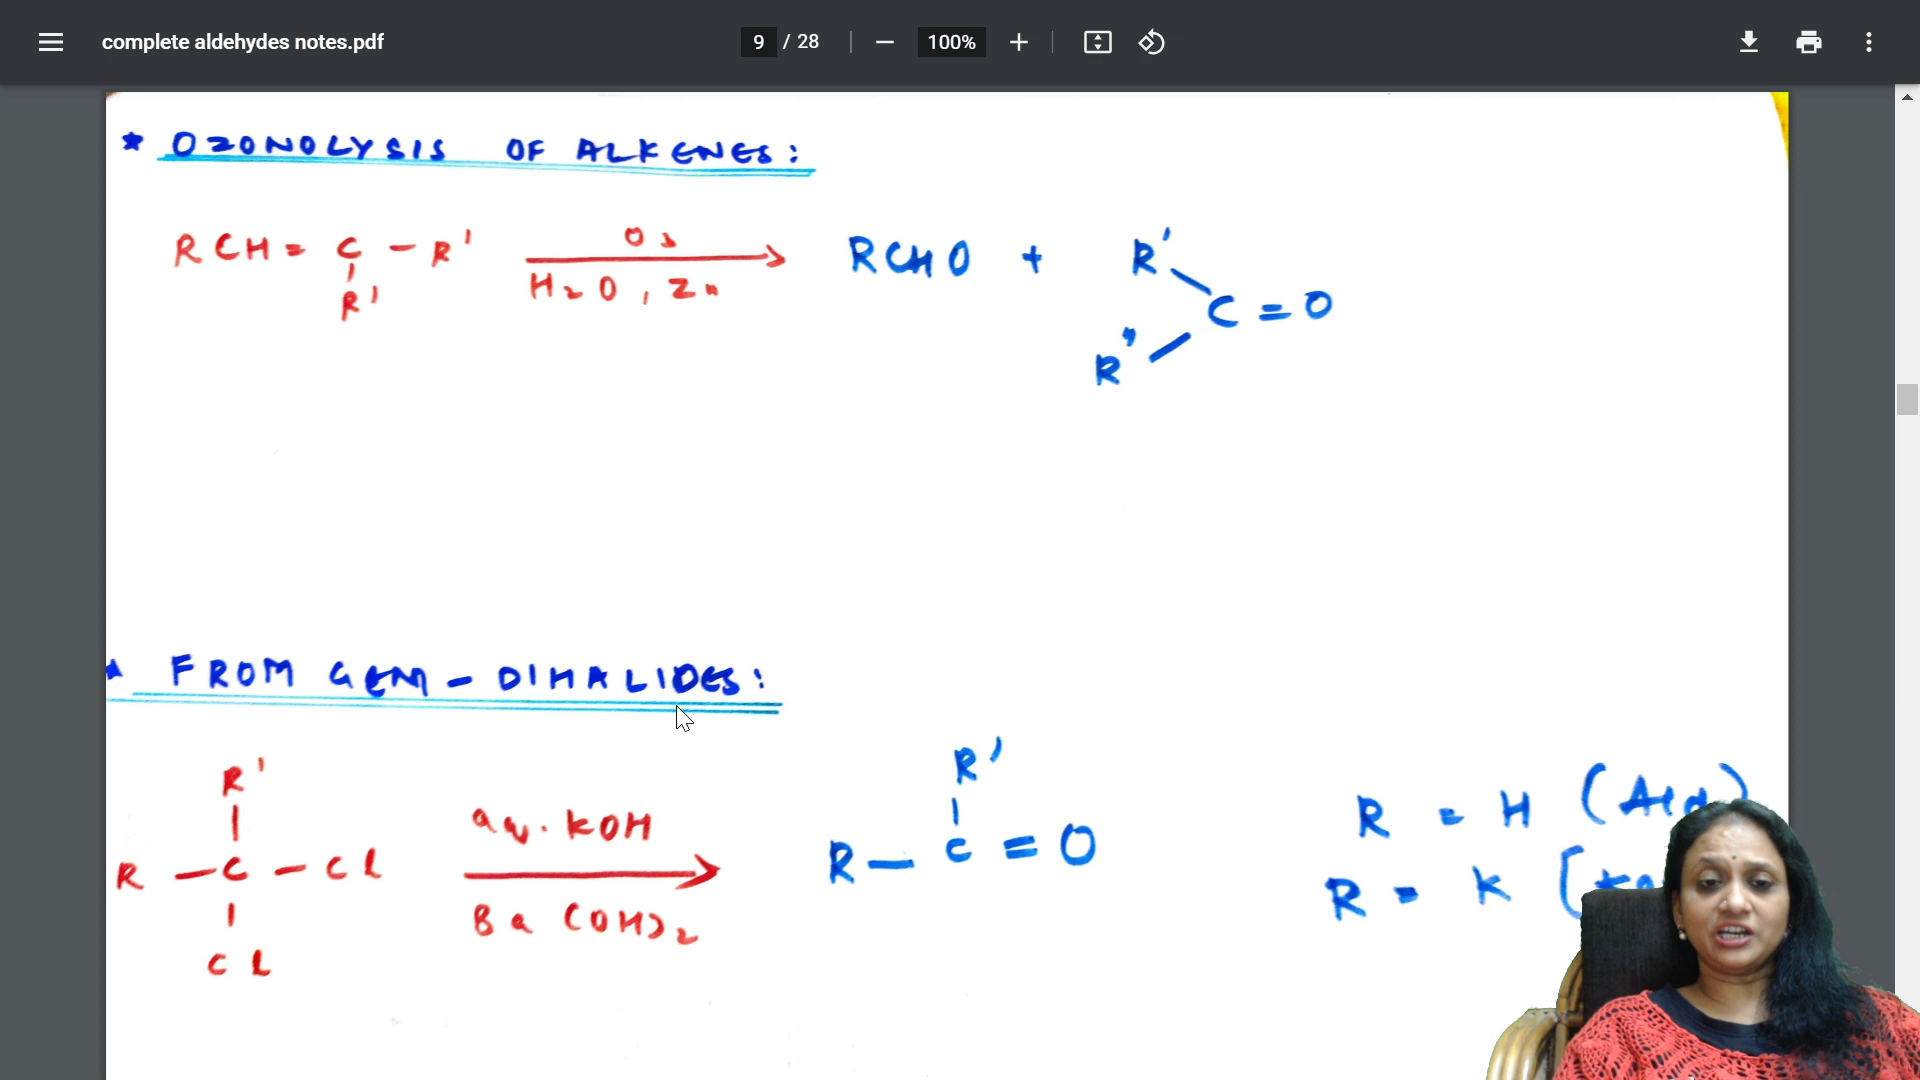 complete aldehydes notes.pdf
9 / 28
100%
* OZONOLYSIS OF ALKENES:
RCH = C - R' O3 RCHO + R'
R' H2O, Zn C = O
R'
* FROM GEM - DIHALIDES:
R' R'
R - C - Cl aq. KOH R - C = O R = H (Ald)
Cl Ba (OH)2 R = K